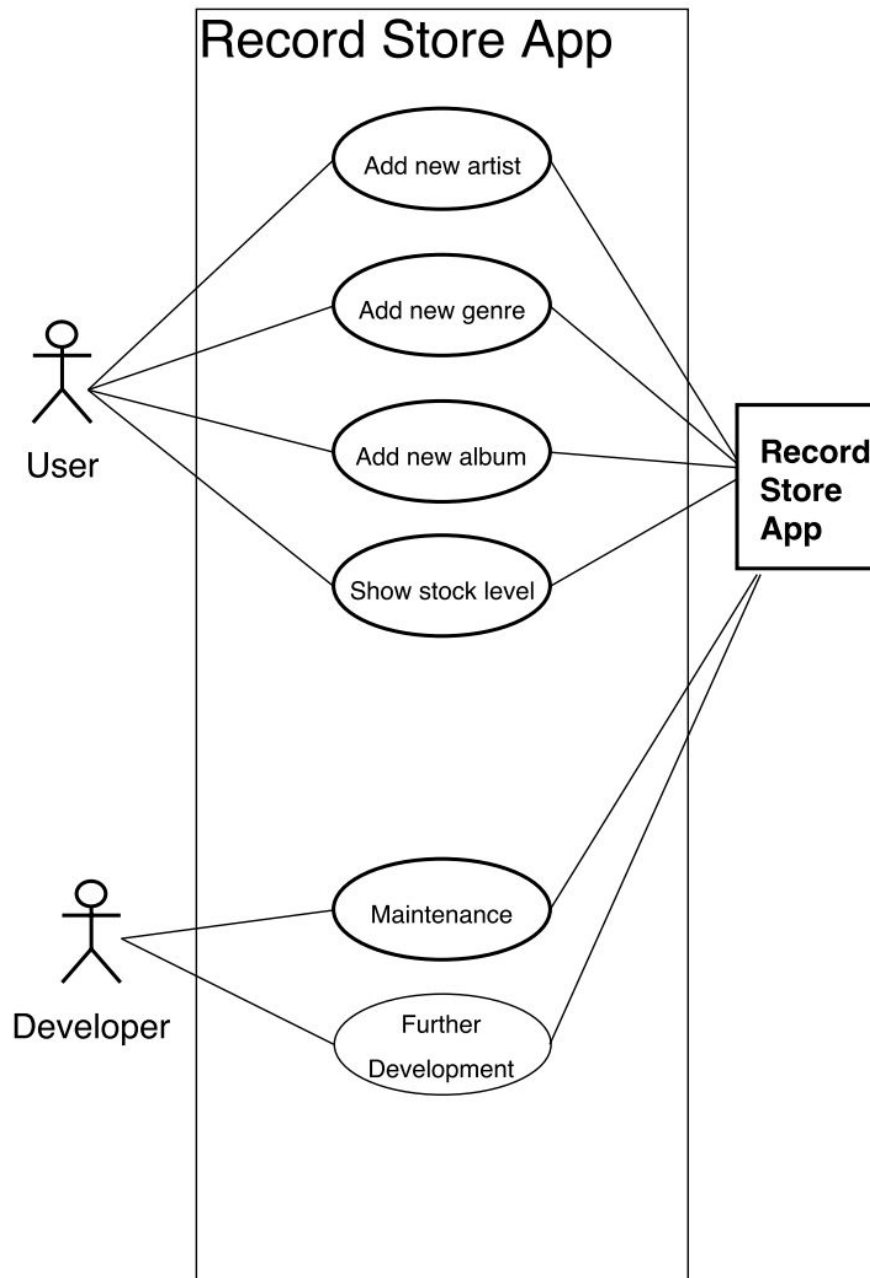 Record Store App
Add new artist
Add new genre
Add new album
Show stock level
User
Record
Store
App
Maintenance
Further
Development
Developer